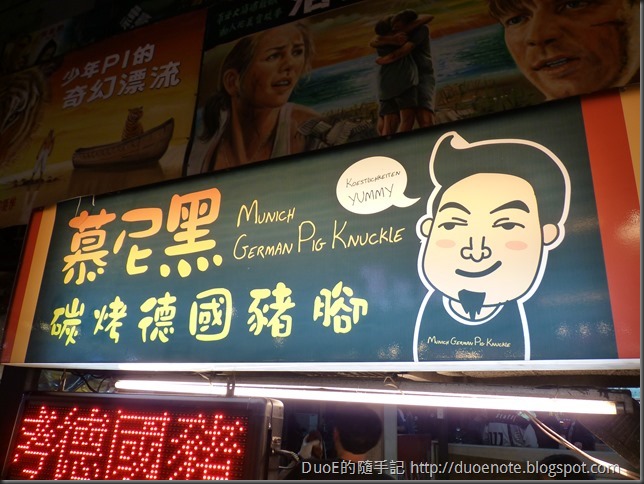 少年PI的
奇幻漂流
慕尼黑
MUNICH
GERMAN PIG KNUCKLE
KOESTLICHKEITEN
YUMMY
碳烤德國豬腳
MUNICH GERMAN PIG KNUCKLE
烤德國豬
DuoE的隨手記 http://duoenote.blogspot.com